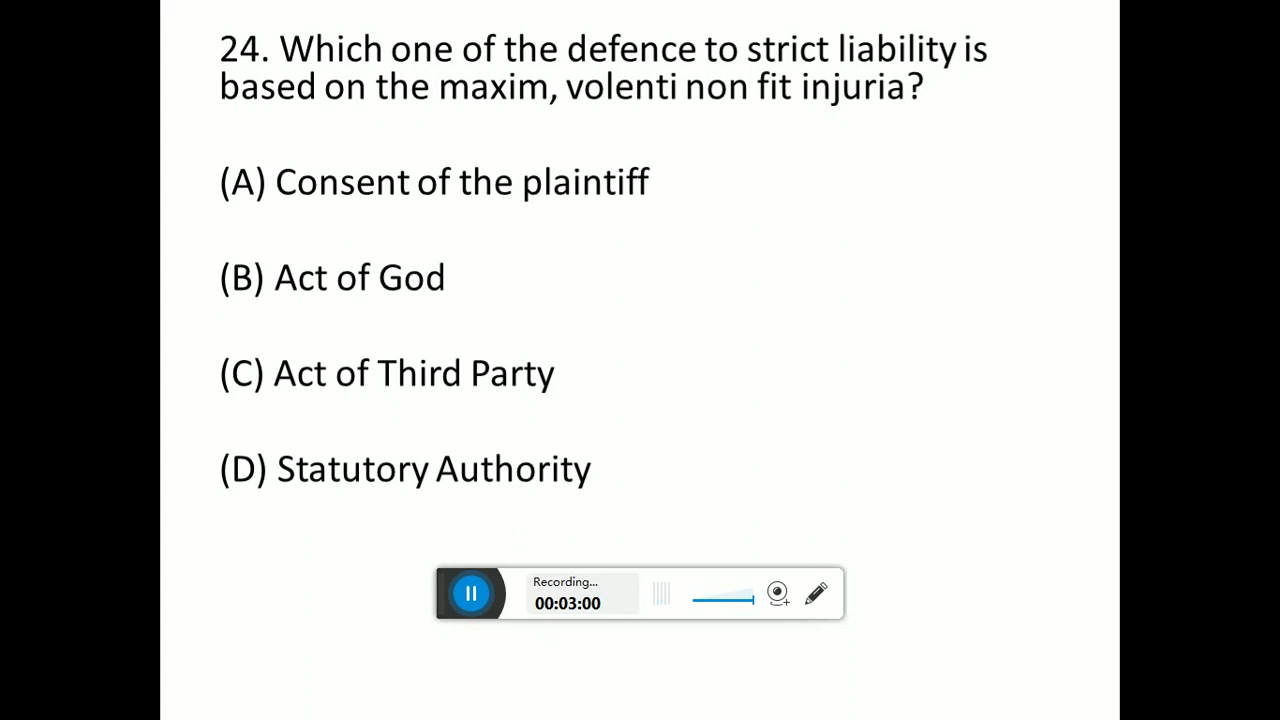 24. Which one of the defence to strict liability is
based on the maxim, volenti non fit injuria?
(A) Consent of the plaintiff
(B) Act of God
(C) Act of Third Party
(D) Statutory Authority
Recording...
00:03:00